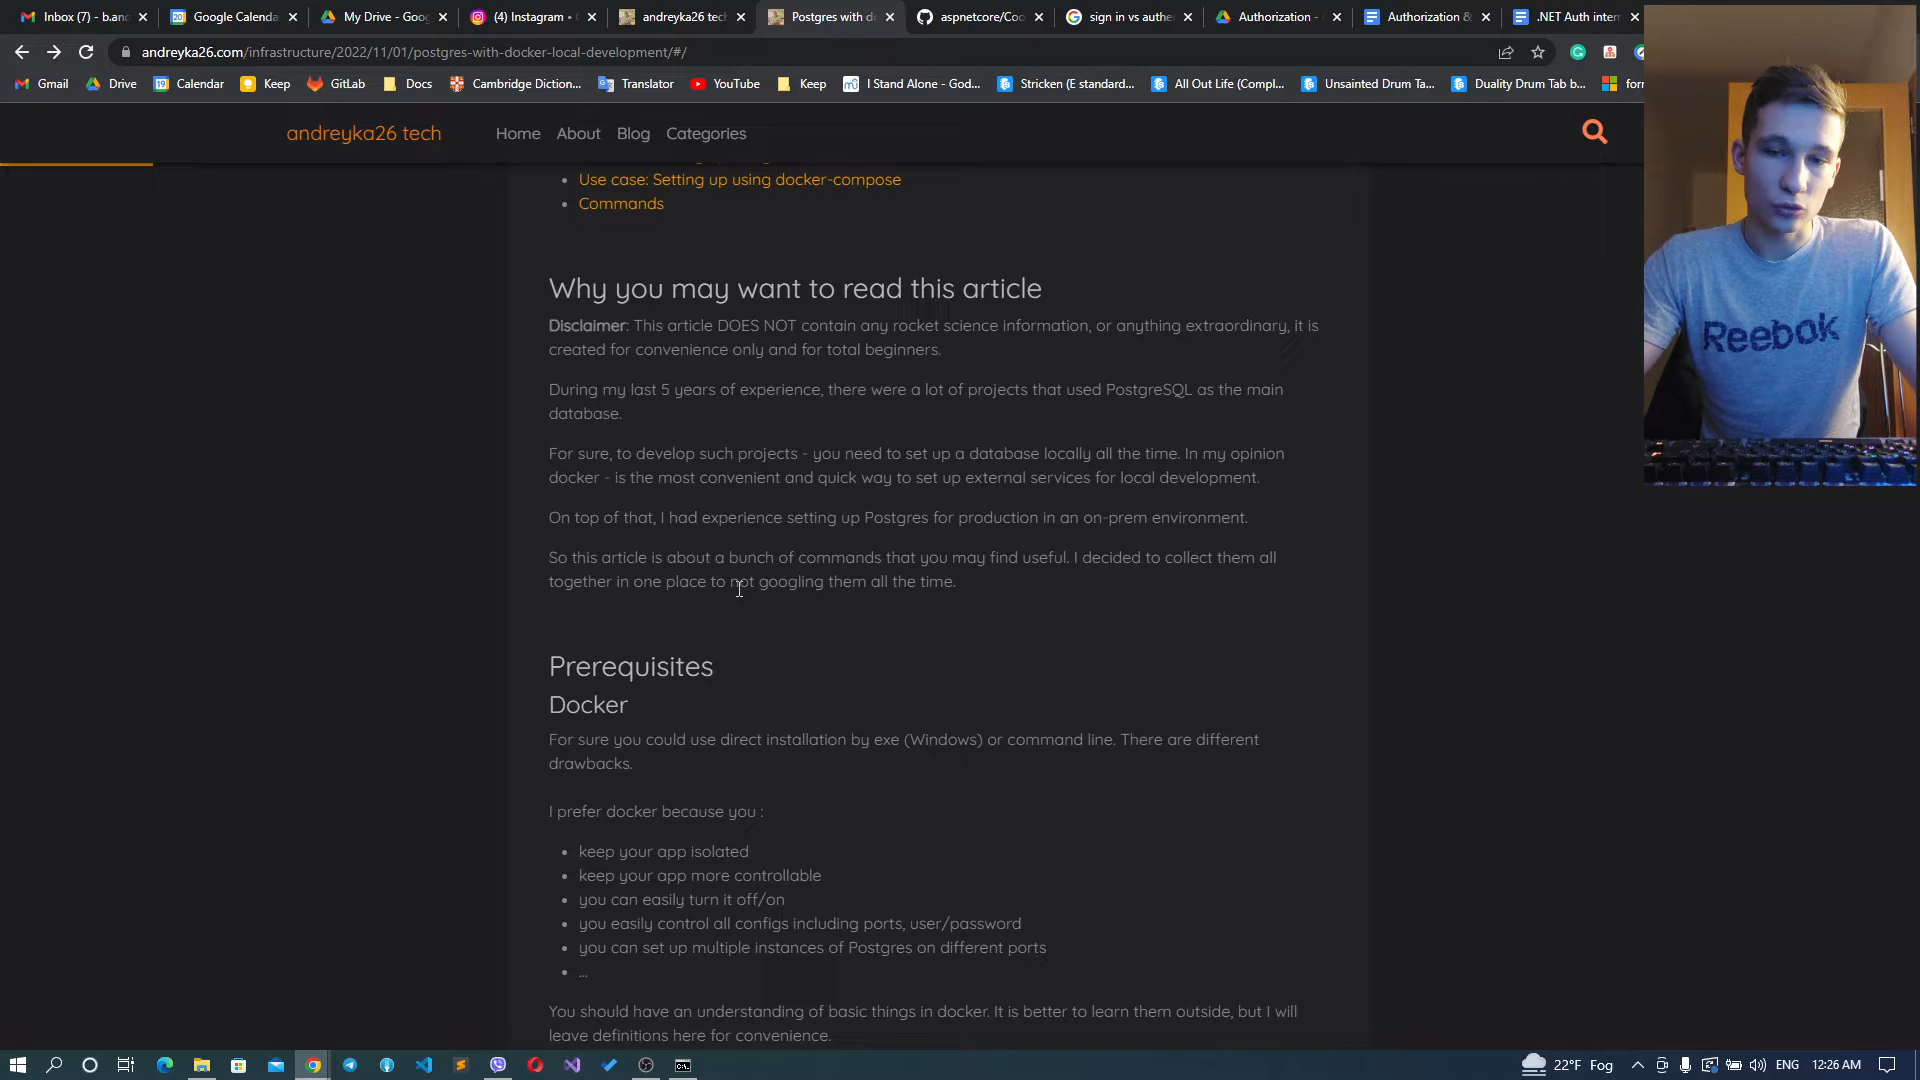 Inbox (7) - b.and
Google Calenda
My Drive - Goog
(4) Instagram •
andreyka26 tech
Postgres with do
aspnetcore/Coo
sign in vs authe
Authorization -
Authorization &
.NET Auth inter
andreyka26.com/infrastructure/2022/11/01/postgres-with-docker-local-development/#/
Gmail
Drive
Calendar
Keep
GitLab
Docs
Cambridge Diction...
Translator
YouTube
Keep
I Stand Alone - God...
Stricken (E standard...
All Out Life (Compl...
Unsainted Drum Ta...
Duality Drum Tab b...
for
andreyka26 tech
Home
About
Blog
Categories
Use case: Setting up using docker-compose
Commands
Why you may want to read this article
Disclaimer: This article DOES NOT contain any rocket science information, or anything extraordinary, it is
created for convenience only and for total beginners.
During my last 5 years of experience, there were a lot of projects that used PostgreSQL as the main
database.
For sure, to develop such projects - you need to set up a database locally all the time. In my opinion
docker - is the most convenient and quick way to set up external services for local development.
On top of that, I had experience setting up Postgres for production in an on-prem environment.
So this article is about a bunch of commands that you may find useful. I decided to collect them all
together in one place to not googling them all the time.
Prerequisites
Docker
For sure you could use direct installation by exe (Windows) or command line. There are different
drawbacks.
I prefer docker because you :
keep your app isolated
keep your app more controllable
you can easily turn it off/on
you easily control all configs including ports, user/password
you can set up multiple instances of Postgres on different ports
...
You should have an understanding of basic things in docker. It is better to learn them outside, but I will
leave definitions here for convenience.
Reebok
22°F Fog
ENG
12:26 AM